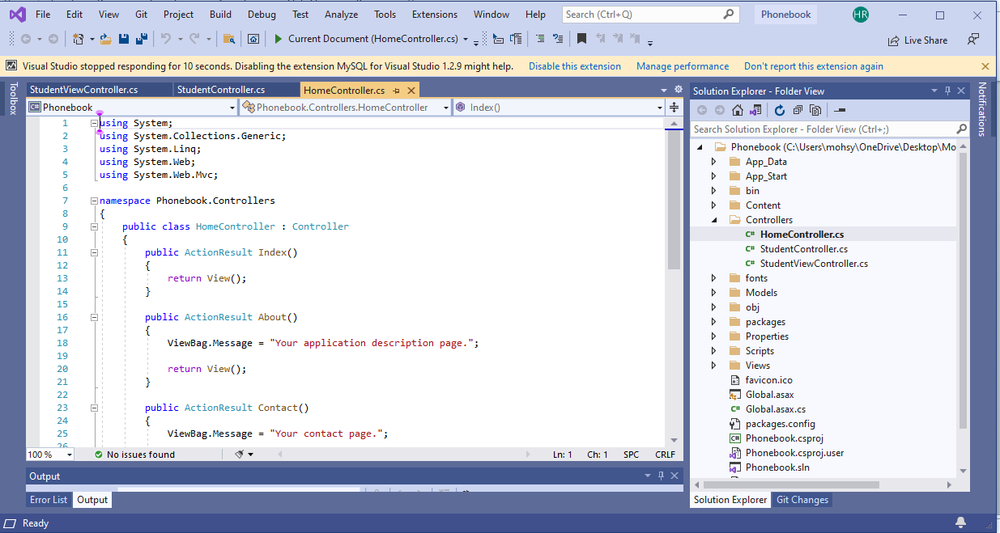 File Edit View Git Project Build Debug Test Analyze Tools Extensions Window Help Search (Ctrl+Q) Phonebook HR
Current Document (HomeController.cs) Live Share
Visual Studio stopped responding for 10 seconds. Disabling the extension MySQL for Visual Studio 1.2.9 might help. Disable this extension Manage performance Don't report this extension again
Toolbox
StudentViewController.cs StudentController.cs HomeController.cs
Phonebook Phonebook.Controllers.HomeController Index()
1 using System;
2 using System.Collections.Generic;
3 using System.Linq;
4 using System.Web;
5 using System.Web.Mvc;
6
7 namespace Phonebook.Controllers
8 {
9 public class HomeController : Controller
10 {
11 public ActionResult Index()
12 {
13 return View();
14 }
15
16 public ActionResult About()
17 {
18 ViewBag.Message = "Your application description page.";
19
20 return View();
21 }
22
23 public ActionResult Contact()
24 {
25 ViewBag.Message = "Your contact page.";
26
100 % No issues found Ln: 1 Ch: 1 SPC CRLF
Output
Error List Output
Solution Explorer - Folder View
Search Solution Explorer - Folder View (Ctrl+;)
Phonebook (C:\Users\mohsy\OneDrive\Desktop\Mo
App_Data
App_Start
bin
Content
Controllers
C# HomeController.cs
C# StudentController.cs
C# StudentViewController.cs
fonts
Models
obj
packages
Properties
Scripts
Views
favicon.ico
Global.asax
C# Global.asax.cs
packages.config
Phonebook.csproj
Phonebook.csproj.user
Phonebook.sln
Solution Explorer Git Changes
Notifications
Ready